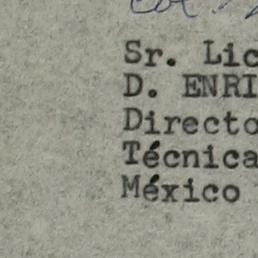 Sr. Lic
D. ENRI
Directo
Técnica
México